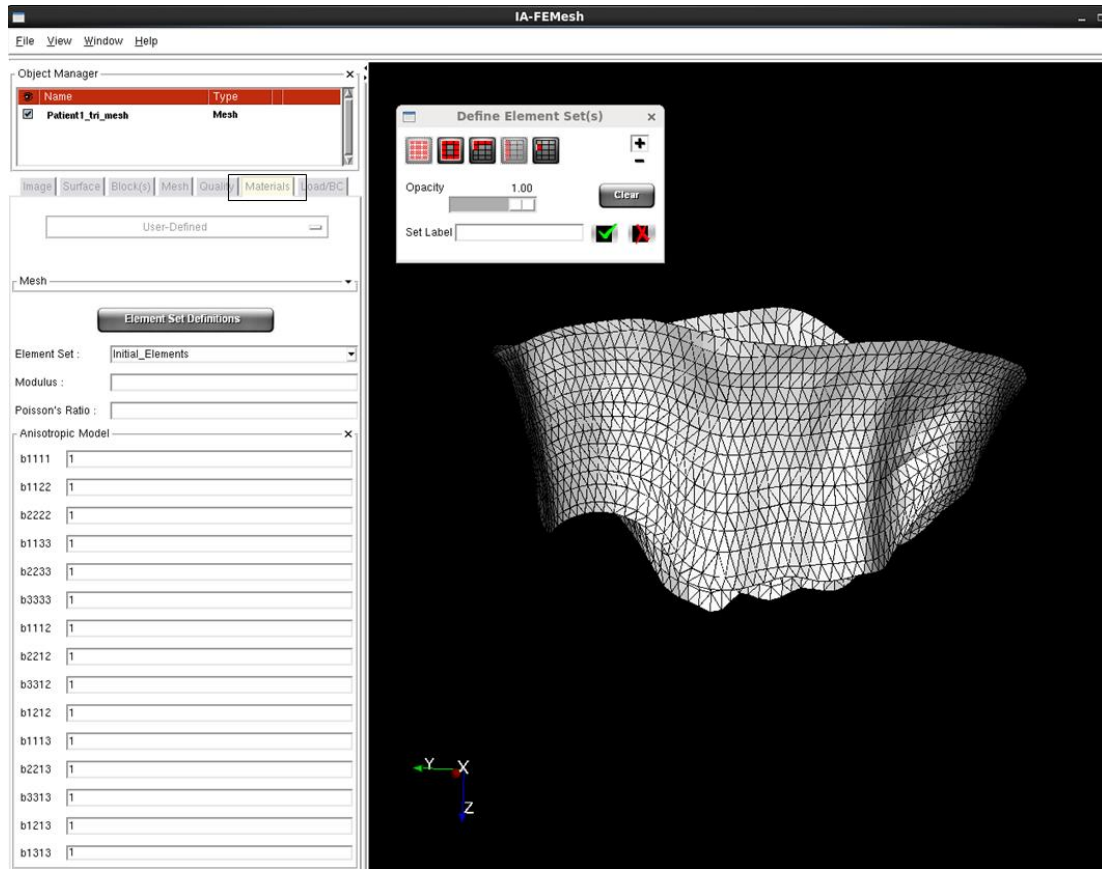 IA-FEMesh
File View Window Help
Object Manager
Name Type
Patient1_tri_mesh Mesh
Image Surface Block(s) Mesh Quality Materials Load/BC
User-Defined
Mesh
Element Set Definitions
Element Set : Initial_Elements
Modulus :
Poisson's Ratio :
Anisotropic Model
b1111 1
b1122 1
b2222 1
b1133 1
b2233 1
b3333 1
b1112 1
b2212 1
b3312 1
b1212 1
b1113 1
b2213 1
b3313 1
b1213 1
b1313 1
Define Element Set(s)
Opacity 1.00
Clear
Set Label
Y X
Z